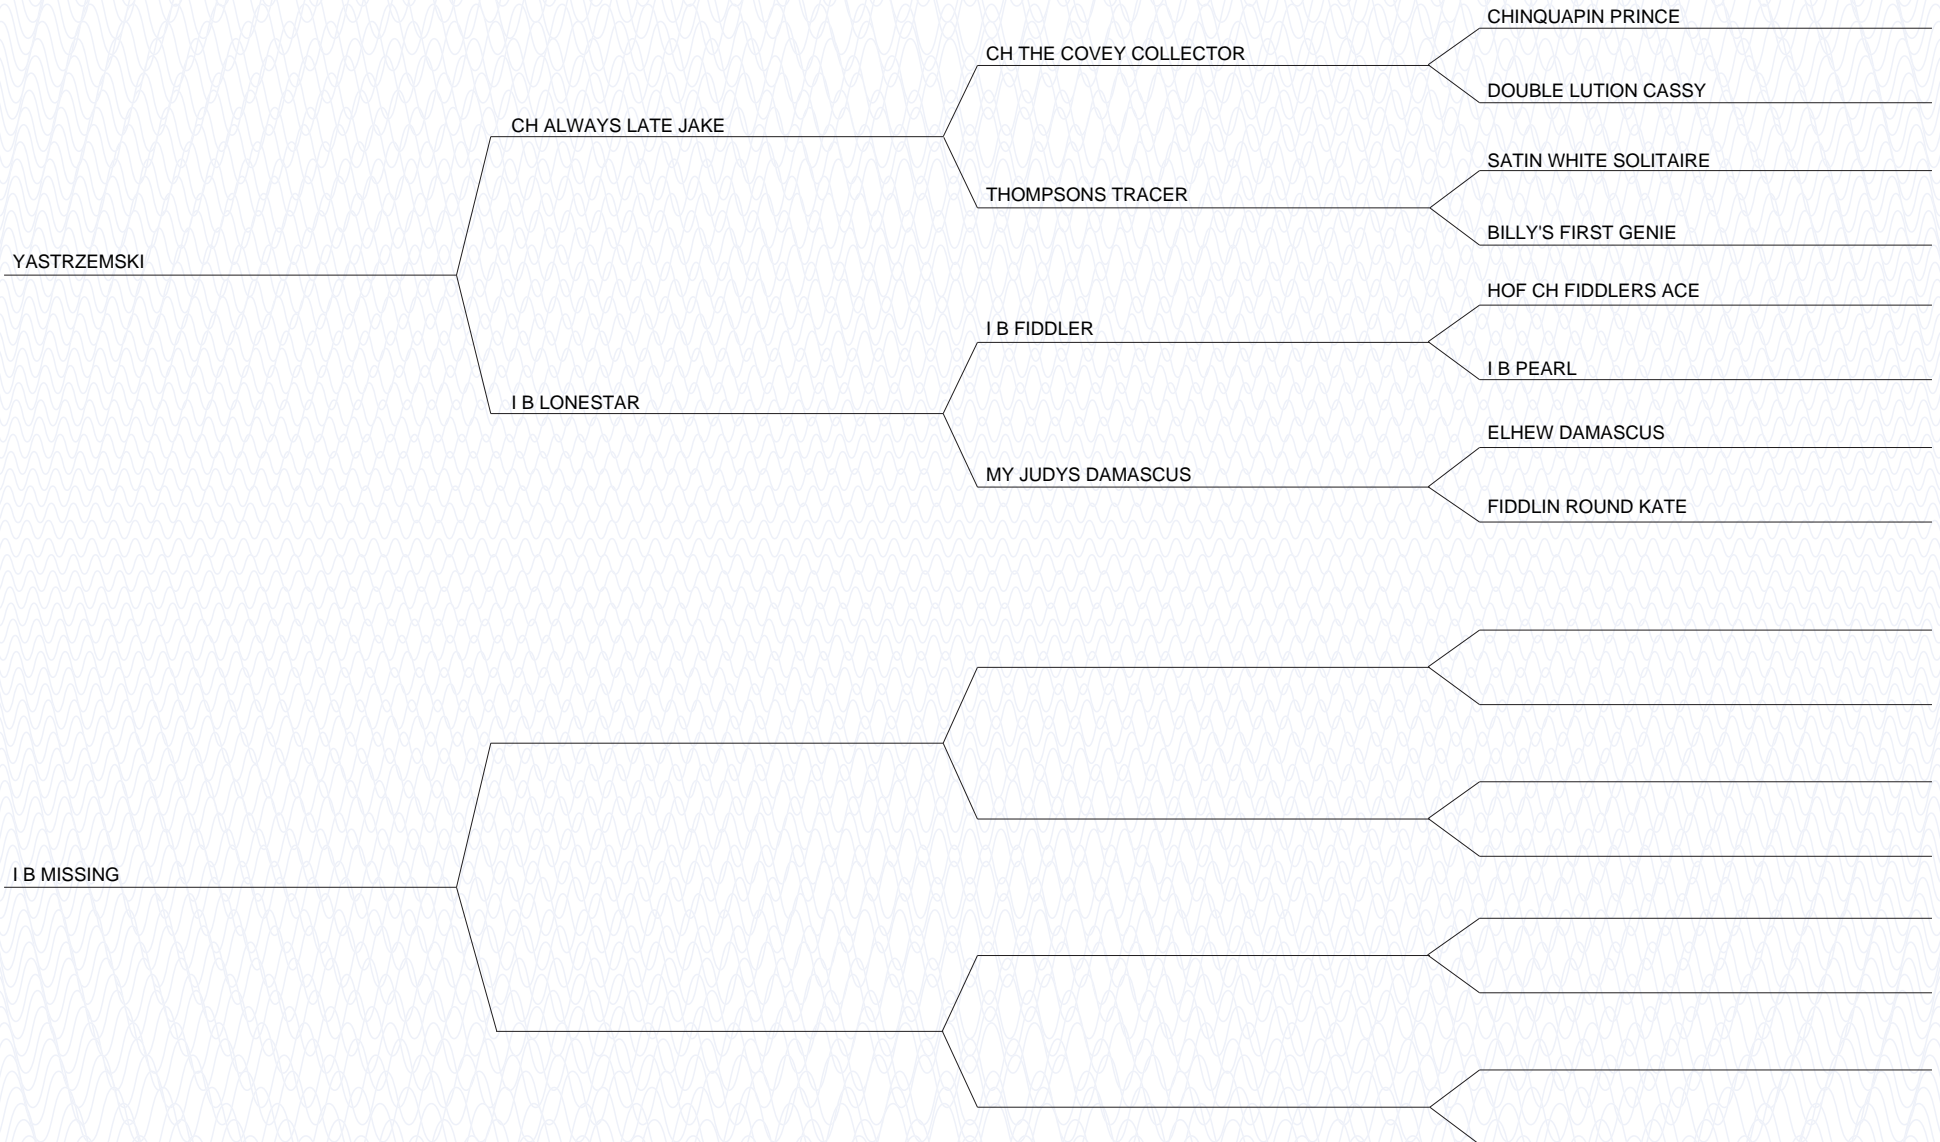 CHINQUAPIN PRINCE
CH THE COVEY COLLECTOR
DOUBLE LUTION CASSY
CH ALWAYS LATE JAKE
SATIN WHITE SOLITAIRE
THOMPSONS TRACER
BILLY'S FIRST GENIE
YASTRZEMSKI
HOF CH FIDDLERS ACE
I B FIDDLER
I B PEARL
I B LONESTAR
ELHEW DAMASCUS
MY JUDYS DAMASCUS
FIDDLIN ROUND KATE
I B MISSING